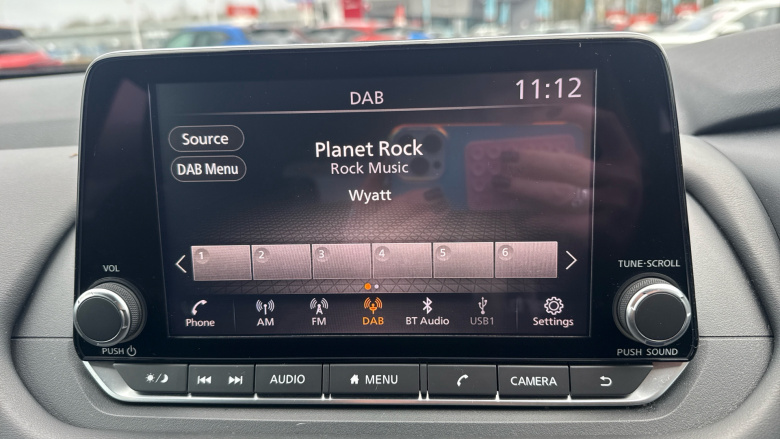 DAB
11:12
Source
DAB Menu
Planet Rock
Rock Music
Wyatt
1 2 3 4 5 6
Phone
AM
FM
DAB
BT Audio
USB1
Settings
VOL
PUSH
TUNE·SCROLL
PUSH SOUND
AUDIO
MENU
CAMERA